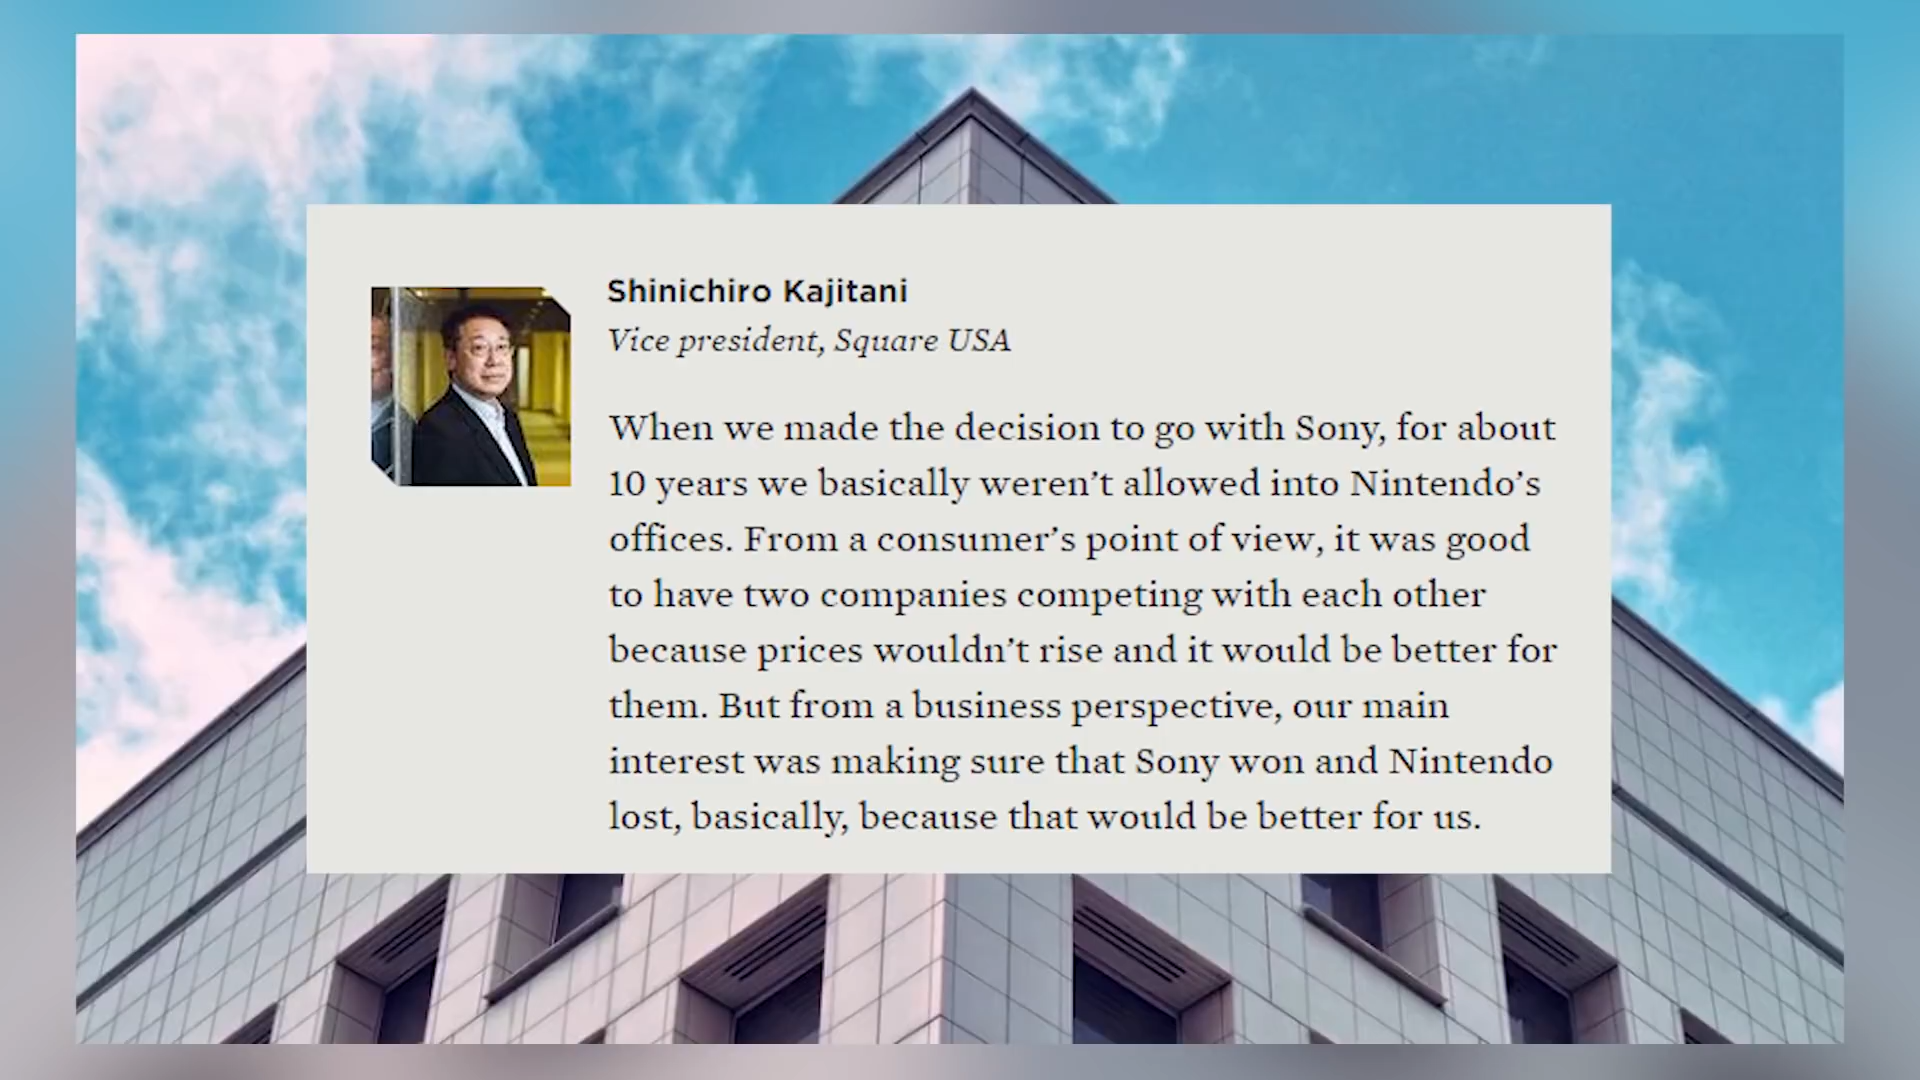 Shinichiro Kajitani
Vice president, Square USA
When we made the decision to go with Sony, for about
10 years we basically weren’t allowed into Nintendo’s
offices. From a consumer’s point of view, it was good
to have two companies competing with each other
because prices wouldn’t rise and it would be better for
them. But from a business perspective, our main
interest was making sure that Sony won and Nintendo
lost, basically, because that would be better for us.